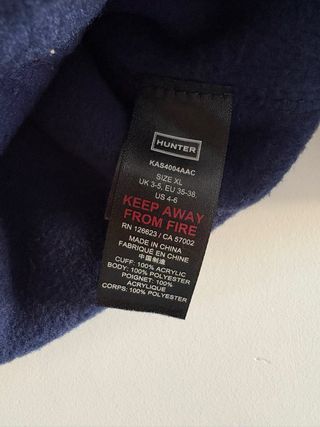 HUNTER
KAS4004AAC
SIZE XL
UK 3-5, EU 35-38,
US 4-6
KEEP AWAY
FROM FIRE
RN 126623 / CA 57002
MADE IN CHINA
FABRIQUÉ EN CHINE
中国制造
CUFF: 100% ACRYLIC
BODY: 100% POLYESTER
POIGNET: 100%
ACRYLIQUE
CORPS: 100% POLYESTER